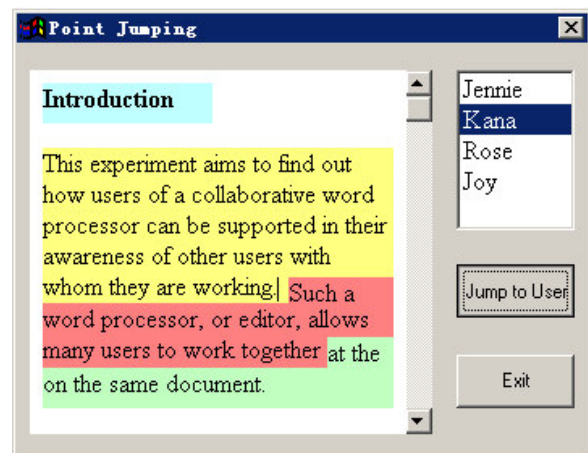 Point Jumping
Introduction
This experiment aims to find out
how users of a collaborative word
processor can be supported in their
awareness of other users with
whom they are working. Such a
word processor, or editor, allows
many users to work together at the
on the same document.
Jennie
Kana
Rose
Joy
Jump to User
Exit